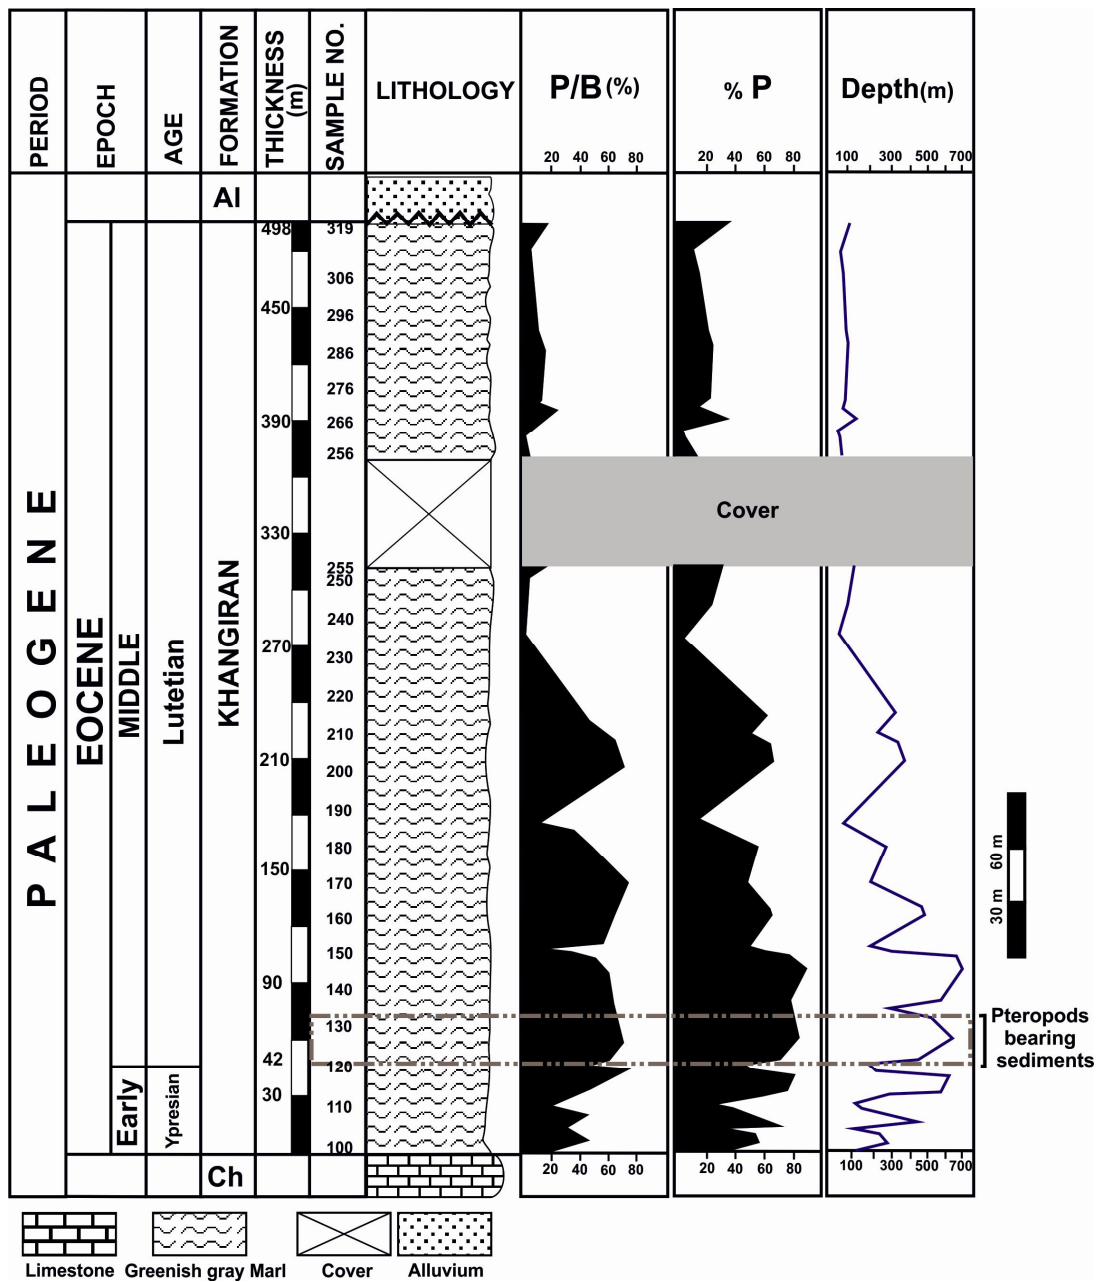 PERIOD
EPOCH
AGE
FORMATION
THICKNESS
(m)
SAMPLE NO.
LITHOLOGY
P/B (%)
% P
Depth(m)
20 40 60 80
20 40 60 80
100 300 500 700
Al
498
319
306
450
296
286
276
390
266
256
Cover
330
255
250
240
270
230
220
210
210
200
190
180
150
170
160
150
90
140
130
42
120
30
110
100
PALEOGENE
EOCENE
MIDDLE
Early
Lutetian
Ypresian
KHANGIRAN
60 m
30 m
Pteropods
bearing
sediments
Ch
20 40 60 80
20 40 60 80
100 300 500 700
Limestone
Greenish gray Marl
Cover
Alluvium